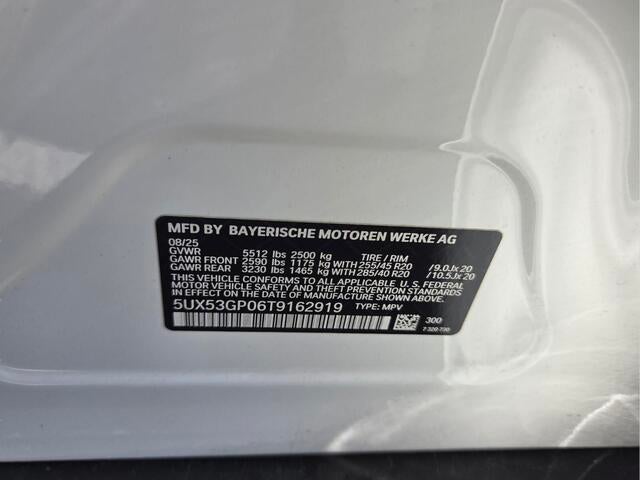 MFD BY BAYERISCHE MOTOREN WERKE AG
08/25
GVWR 5512 lbs 2500 kg TIRE / RIM
GAWR FRONT 2590 lbs 1175 kg WITH 255/45 R20 /9.0Jx20
GAWR REAR 3230 lbs 1465 kg WITH 285/40 R20 /10.5Jx20
THIS VEHICLE CONFORMS TO ALL APPLICABLE U.S. FEDERAL
MOTOR VEHICLE SAFETY, BUMPER, AND THEFT PREVENTION
STANDARDS IN EFFECT ON THE DATE OF MANUFACTURE SHOWN ABOVE.
5UX53GP06T9162919 TYPE: MPV
300